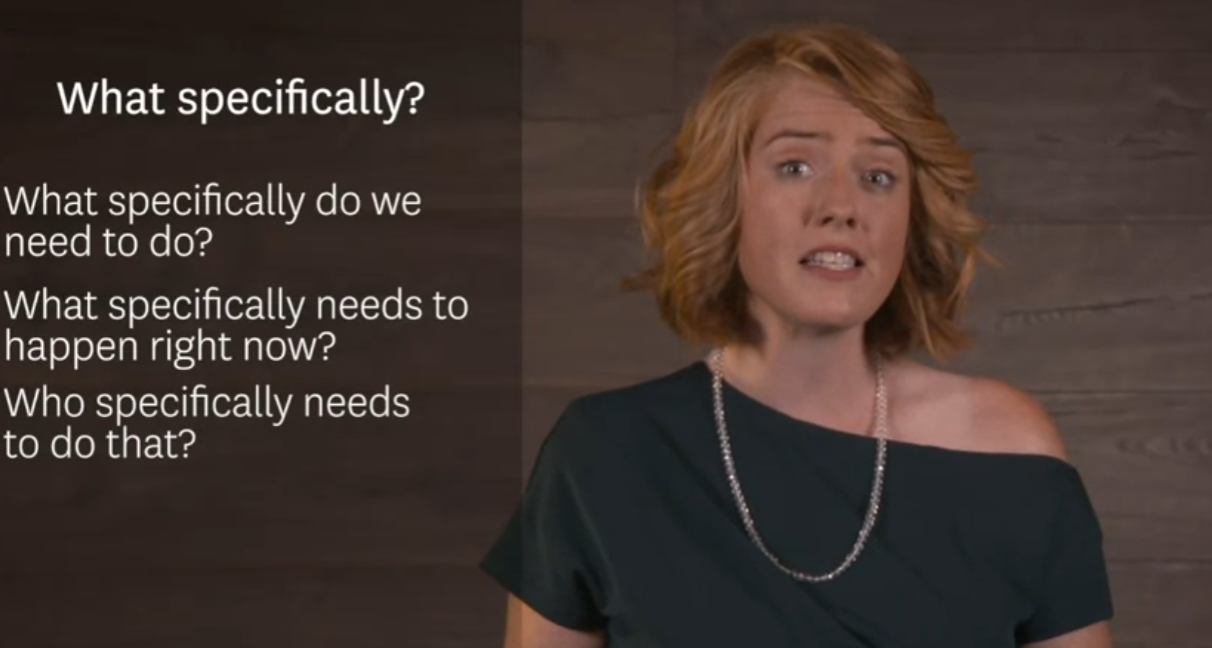 What specifically?
What specifically do we
need to do?
What specifically needs to
happen right now?
Who specifically needs
to do that?